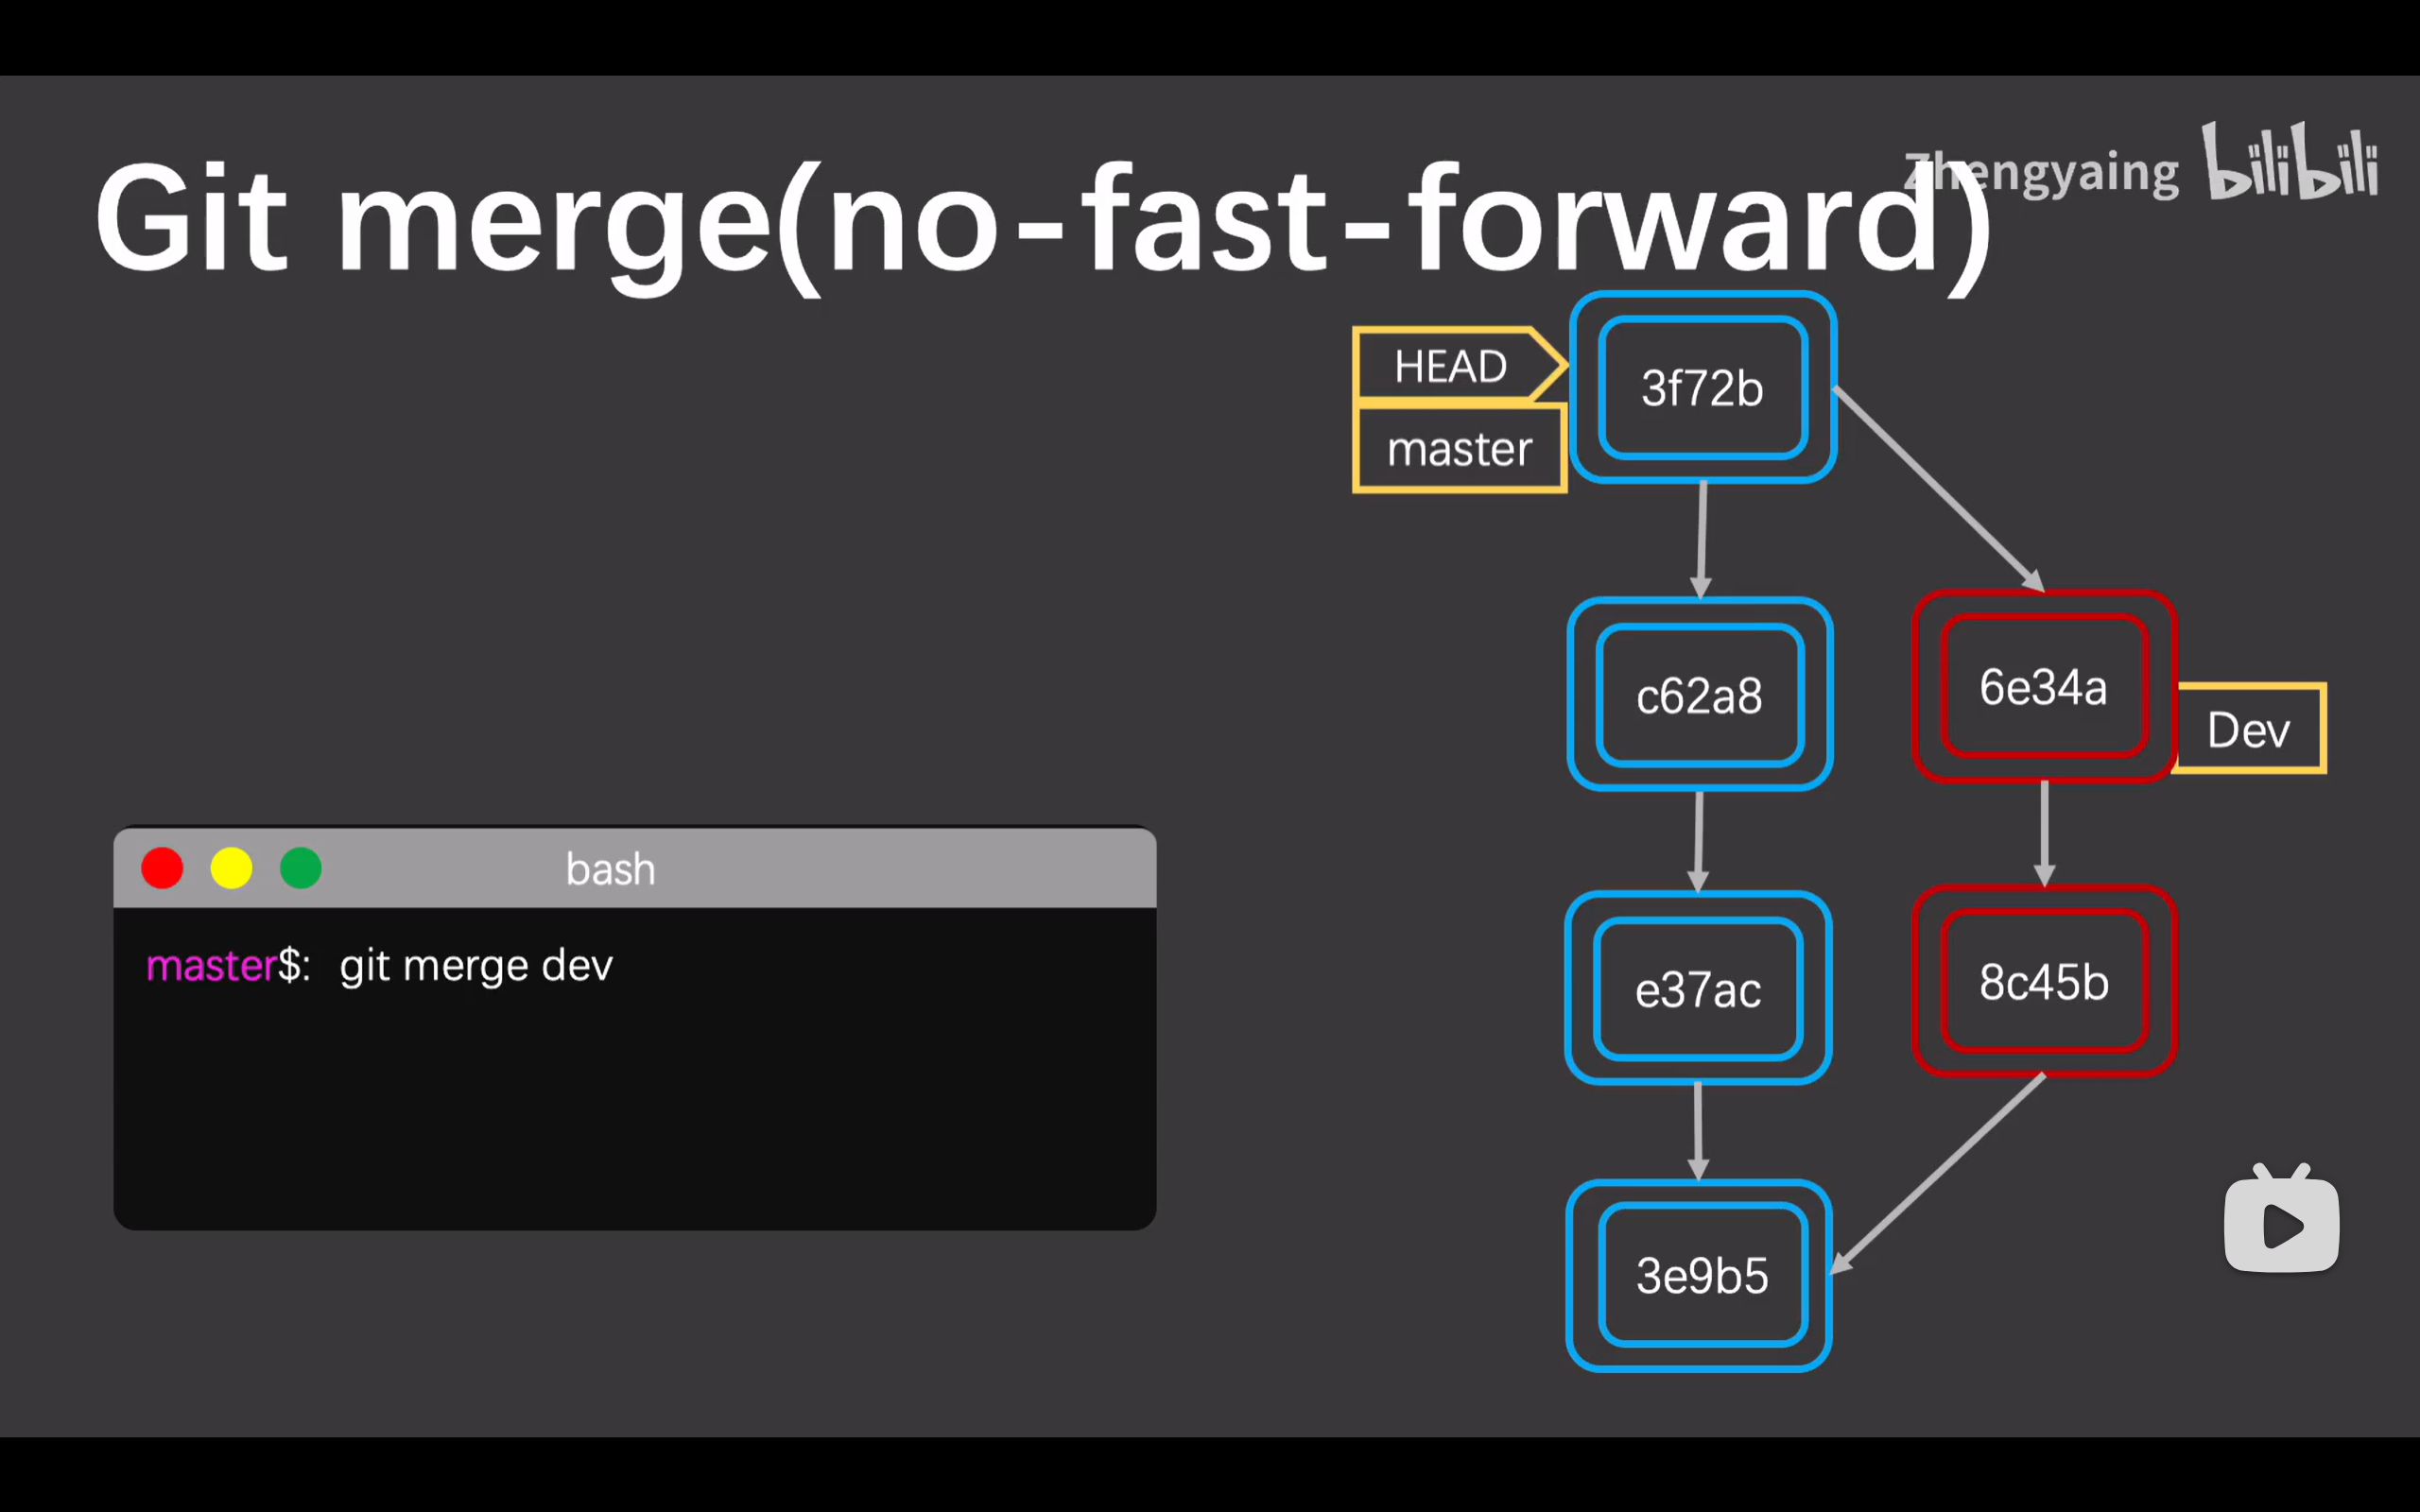 Git merge(no-fast-forward)
Zhengyaing bilibili
HEAD
3f72b
master
c62a8
6e34a
Dev
bash
master$: git merge dev
e37ac
8c45b
3e9b5